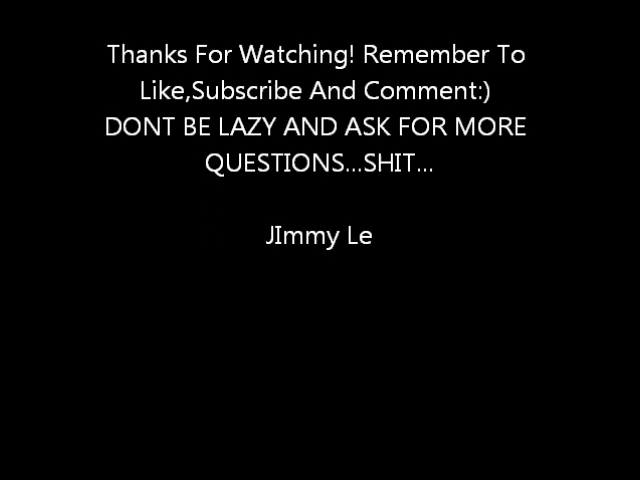 Thanks For Watching! Remember To
Like,Subscribe And Comment:)
DONT BE LAZY AND ASK FOR MORE
QUESTIONS...SHIT...
JImmy Le